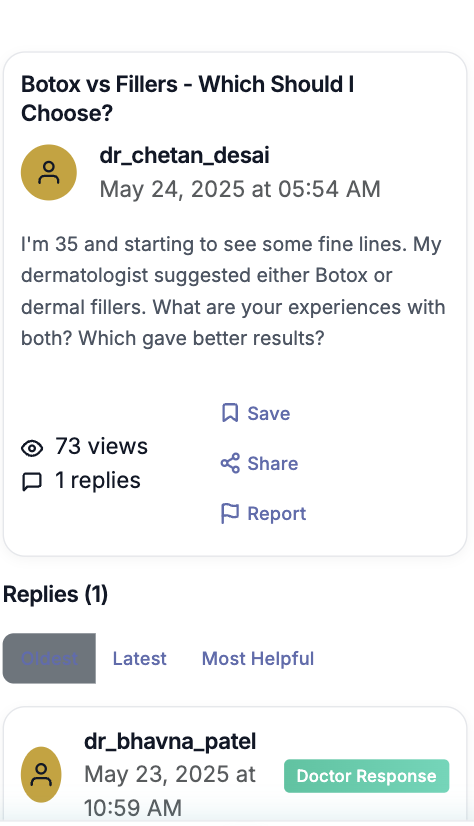 Botox vs Fillers - Which Should I
Choose?
dr_chetan_desai
May 24, 2025 at 05:54 AM
I'm 35 and starting to see some fine lines. My
dermatologist suggested either Botox or
dermal fillers. What are your experiences with
both? Which gave better results?
Save
73 views
Share
1 replies
Report
Replies (1)
Oldest Latest Most Helpful
dr_bhavna_patel
May 23, 2025 at
Doctor Response
10:59 AM